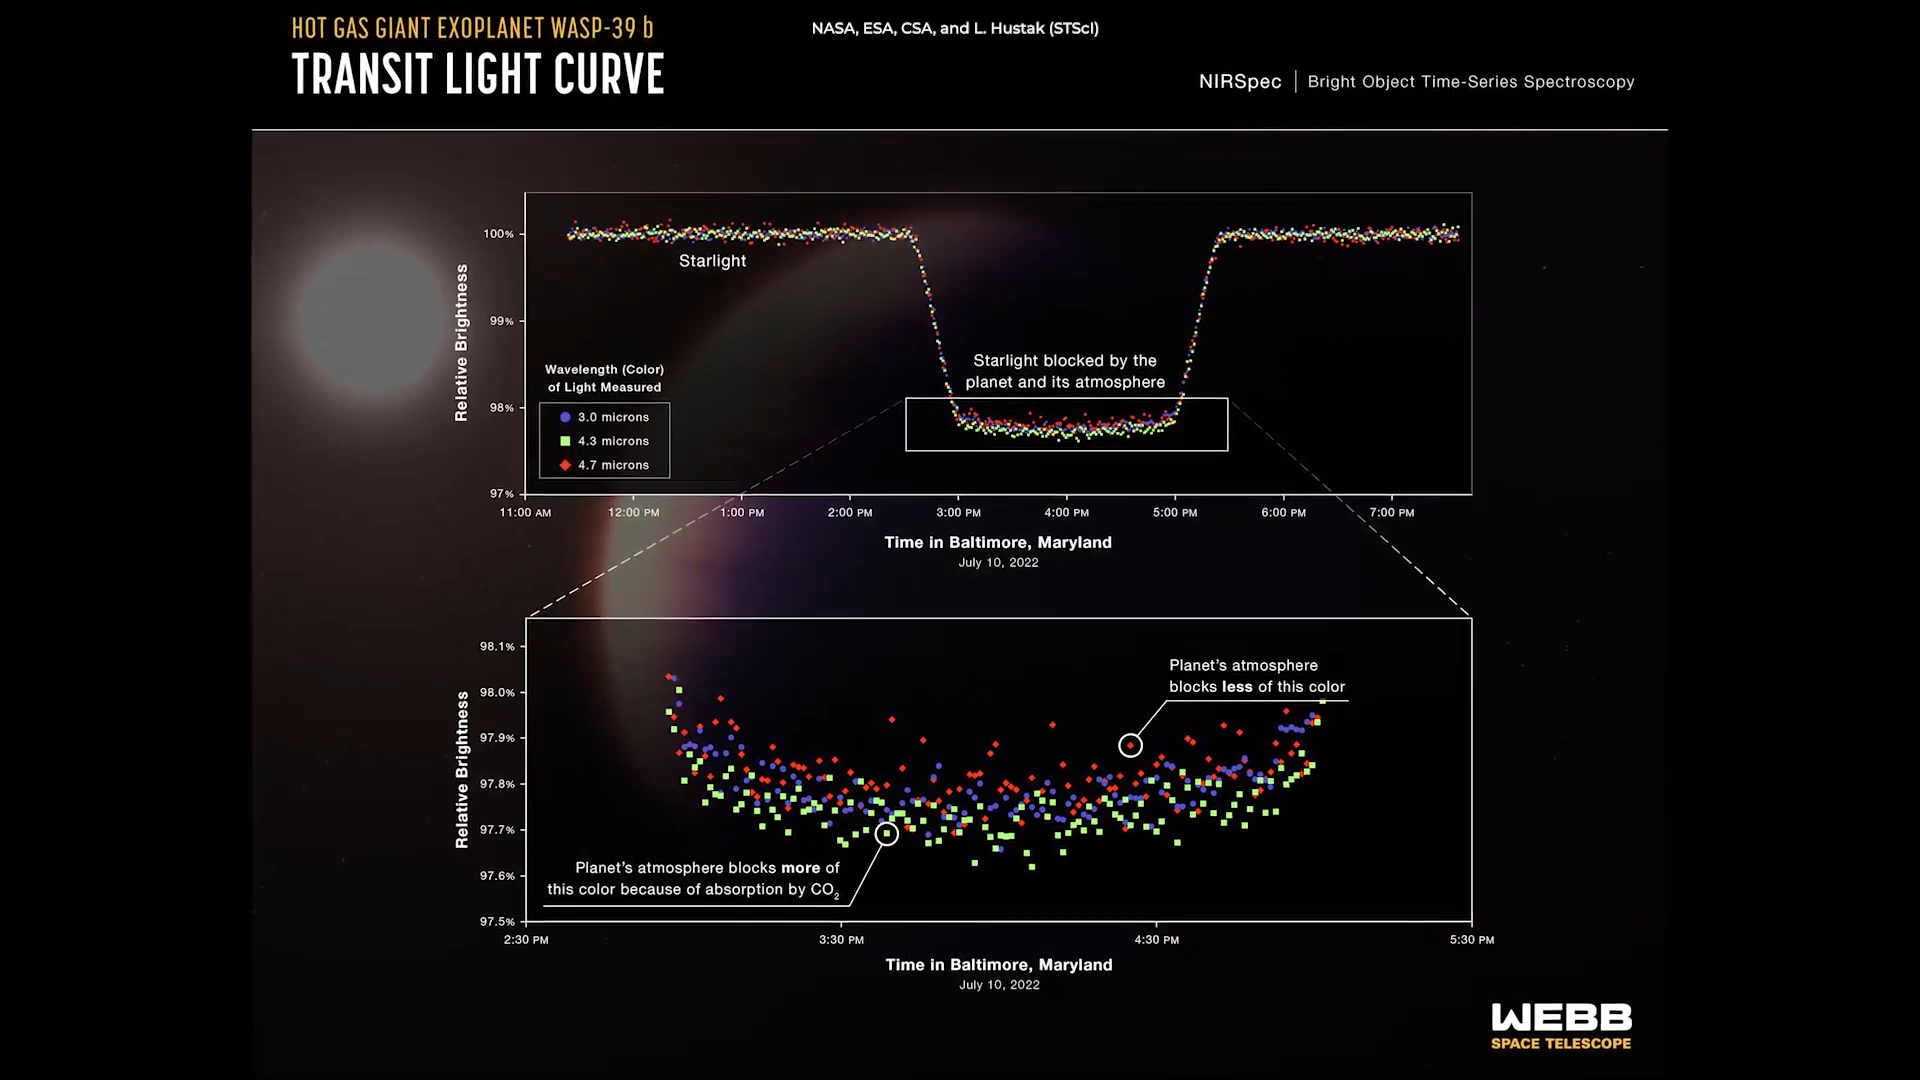 HOT GAS GIANT EXOPLANET WASP-39 b
NASA, ESA, CSA, and L. Hustak (STScI)
TRANSIT LIGHT CURVE
NIRSpec | Bright Object Time-Series Spectroscopy
Relative Brightness
100%
99%
98%
97%
Starlight
Starlight blocked by the
planet and its atmosphere
Wavelength (Color)
of Light Measured
3.0 microns
4.3 microns
4.7 microns
11:00 AM 12:00 PM 1:00 PM 2:00 PM 3:00 PM 4:00 PM 5:00 PM 6:00 PM 7:00 PM
Time in Baltimore, Maryland
July 10, 2022
Relative Brightness
98.1%
98.0%
97.9%
97.8%
97.7%
97.6%
97.5%
Planet's atmosphere
blocks less of this color
Planet's atmosphere blocks more of
this color because of absorption by CO₂
2:30 PM 3:30 PM 4:30 PM 5:30 PM
Time in Baltimore, Maryland
July 10, 2022
WEBB
SPACE TELESCOPE